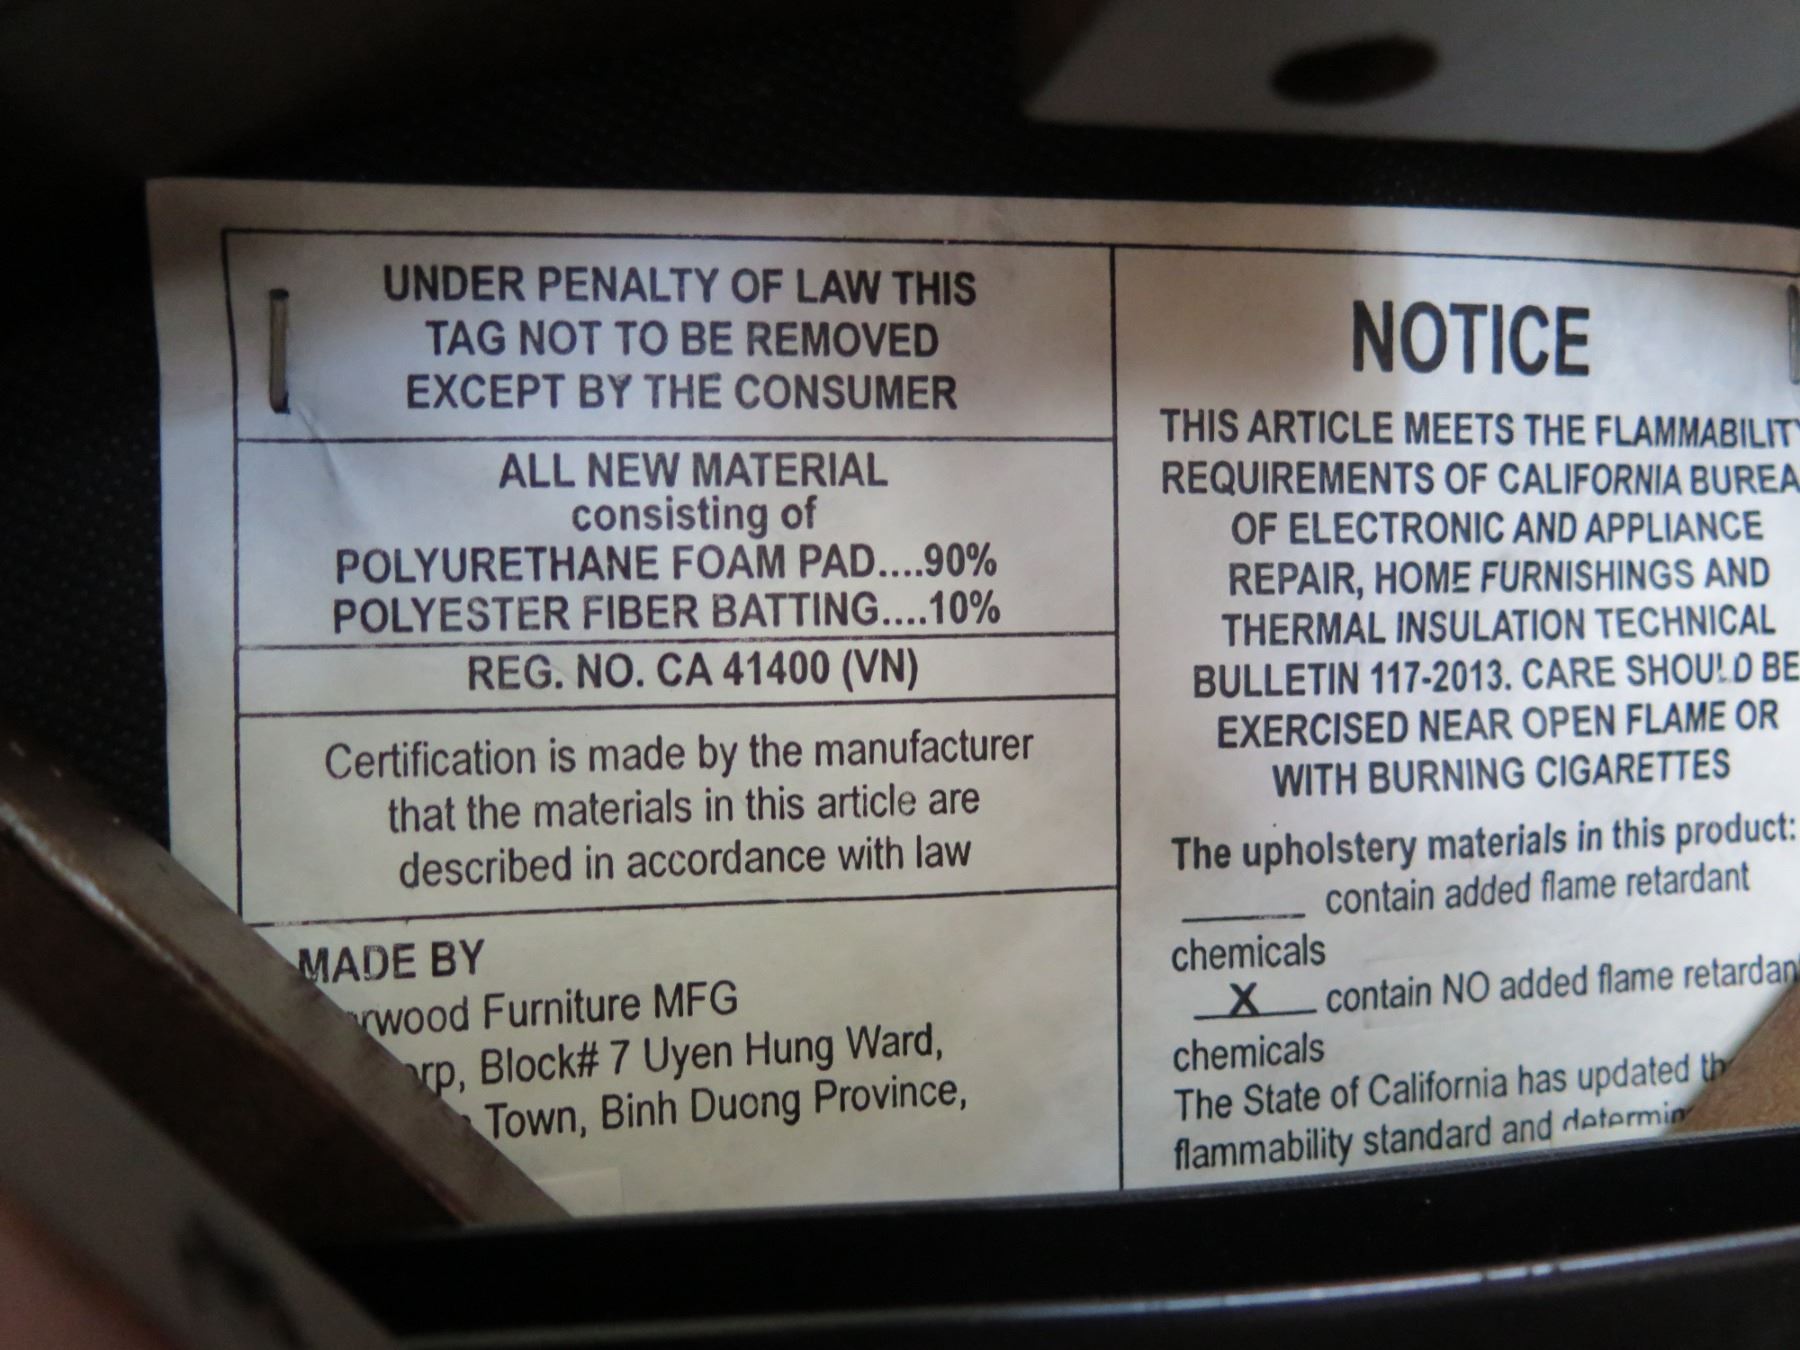 UNDER PENALTY OF LAW THIS
TAG NOT TO BE REMOVED
EXCEPT BY THE CONSUMER
ALL NEW MATERIAL
consisting of
POLYURETHANE FOAM PAD....90%
POLYESTER FIBER BATTING....10%
REG. NO. CA 41400 (VN)
Certification is made by the manufacturer
that the materials in this article are
described in accordance with law
MADE BY
Furniture MFG
Block# 7 Uyen Hung Ward,
Town, Binh Duong Province,
NOTICE
THIS ARTICLE MEETS THE FLAMMABILITY
REQUIREMENTS OF CALIFORNIA BUREA
OF ELECTRONIC AND APPLIANCE
REPAIR, HOME FURNISHINGS AND
THERMAL INSULATION TECHNICAL
BULLETIN 117-2013. CARE SHOULD BE
EXERCISED NEAR OPEN FLAME OR
WITH BURNING CIGARETTES
The upholstery materials in this product:
______ contain added flame retardant
chemicals
__X__ contain NO added flame retardan
chemicals
The State of California has updated th
flammability standard and determin